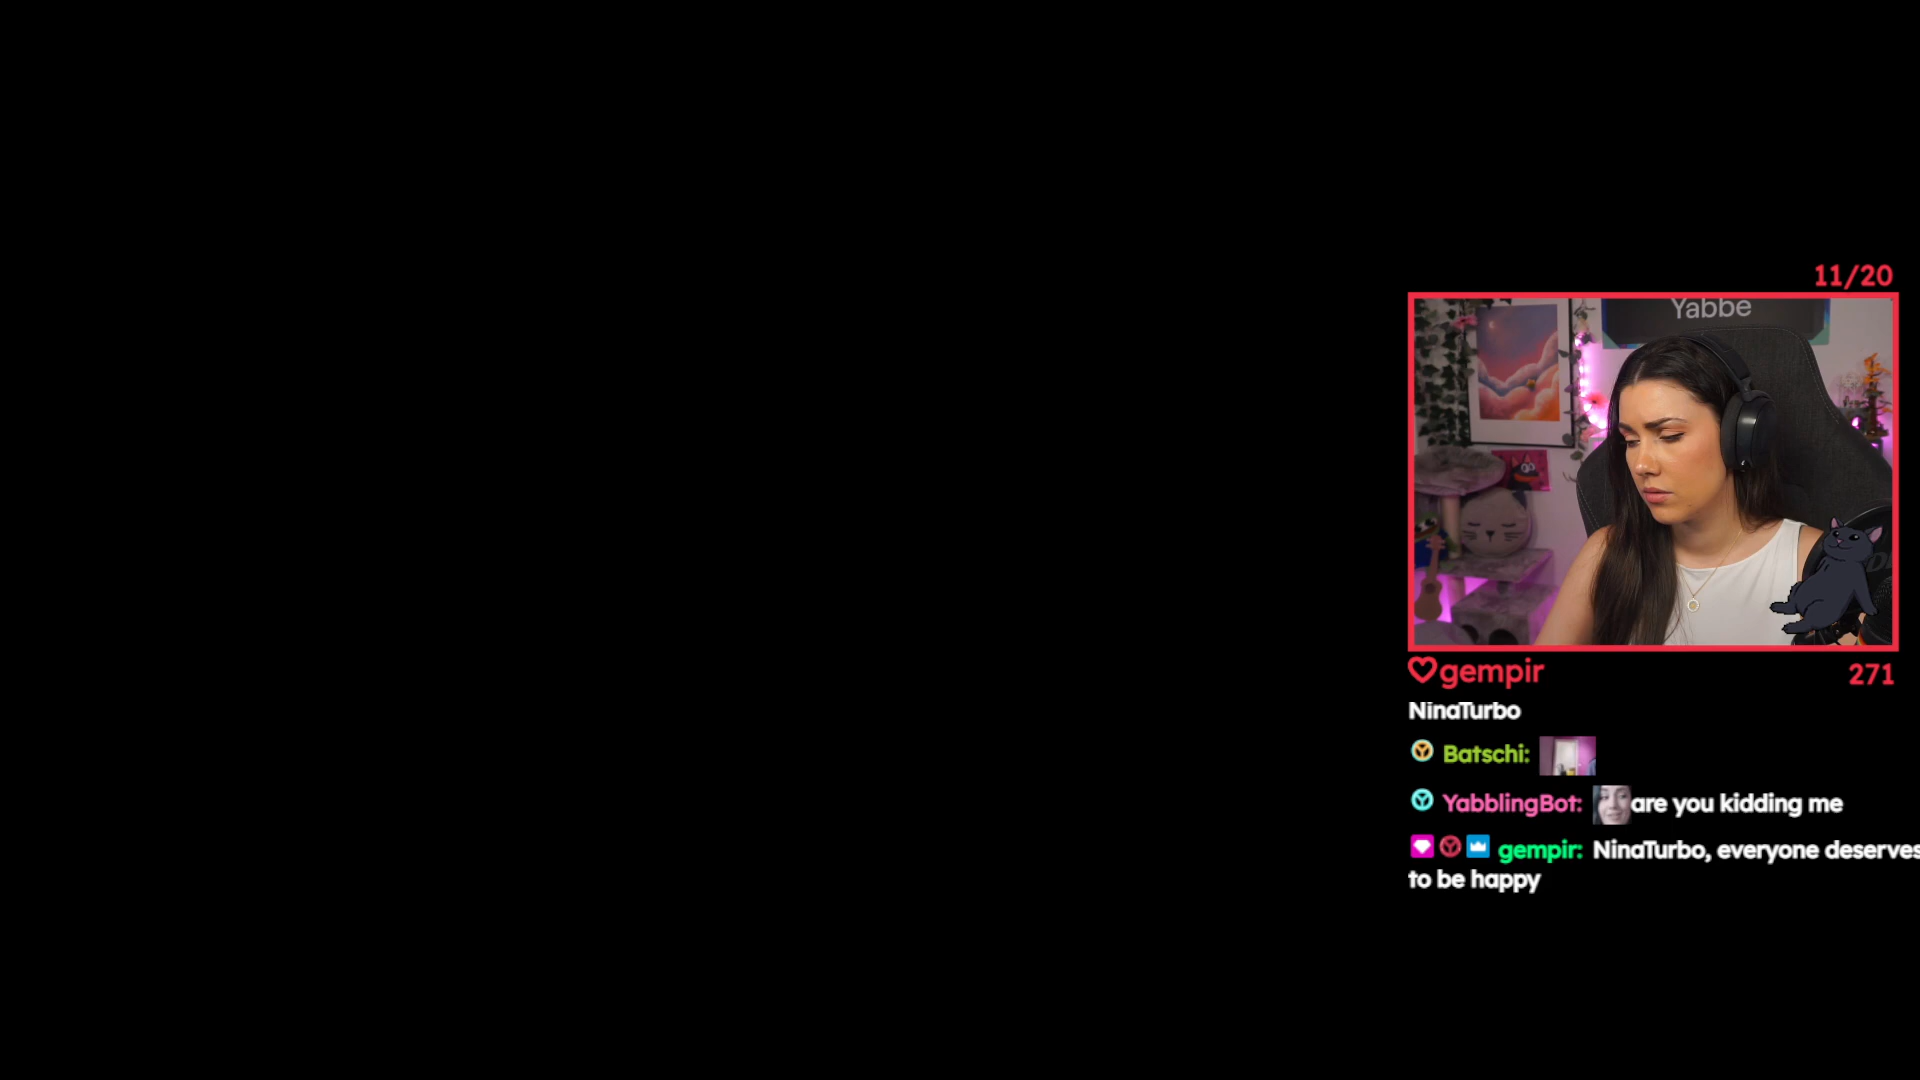 11/20
Yabbe
gempir
271
NinaTurbo
Batschi:
YabblingBot: are you kidding me
gempir: NinaTurbo, everyone deserves
to be happy